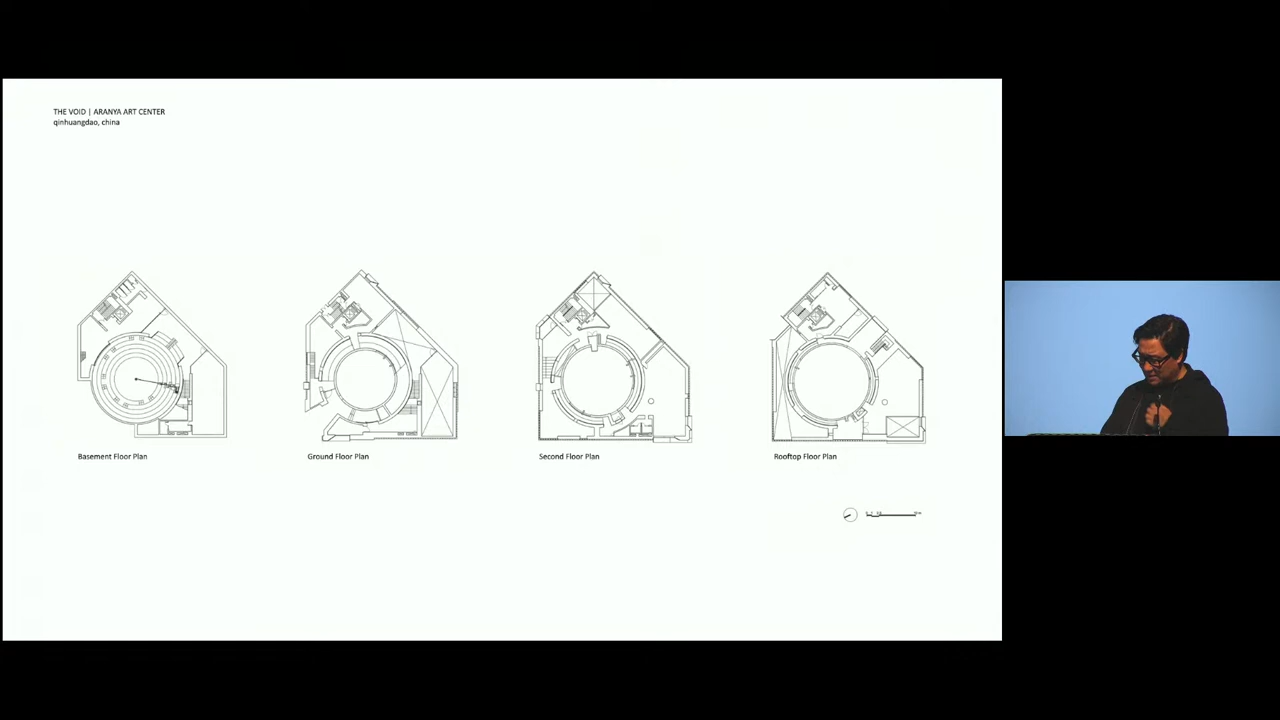 THE VOID | ARANYA ART CENTER
qinhuangdao, china
Basement Floor Plan
Ground Floor Plan
Second Floor Plan
Rooftop Floor Plan